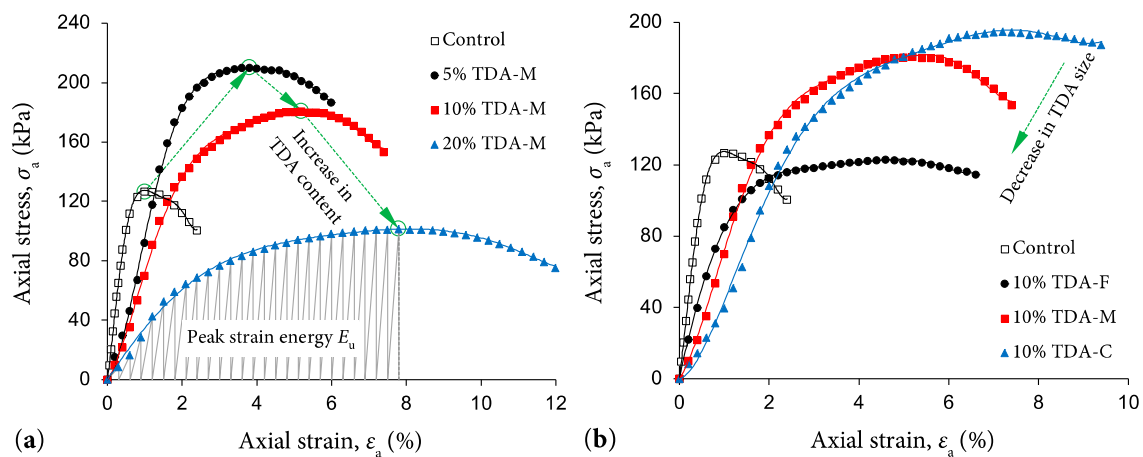 240
200
160
120
80
40
0
0
2
4
6
8
10
12
Axial stress, σa (kPa)
Axial strain, εa (%)
Control
5% TDA-M
10% TDA-M
20% TDA-M
Increase in
TDA content
Peak strain energy Eu
(a)
200
160
120
80
40
0
0
2
4
6
8
10
Axial stress, σa (kPa)
Axial strain, εa (%)
Decrease in TDA size
Control
10% TDA-F
10% TDA-M
10% TDA-C
(b)